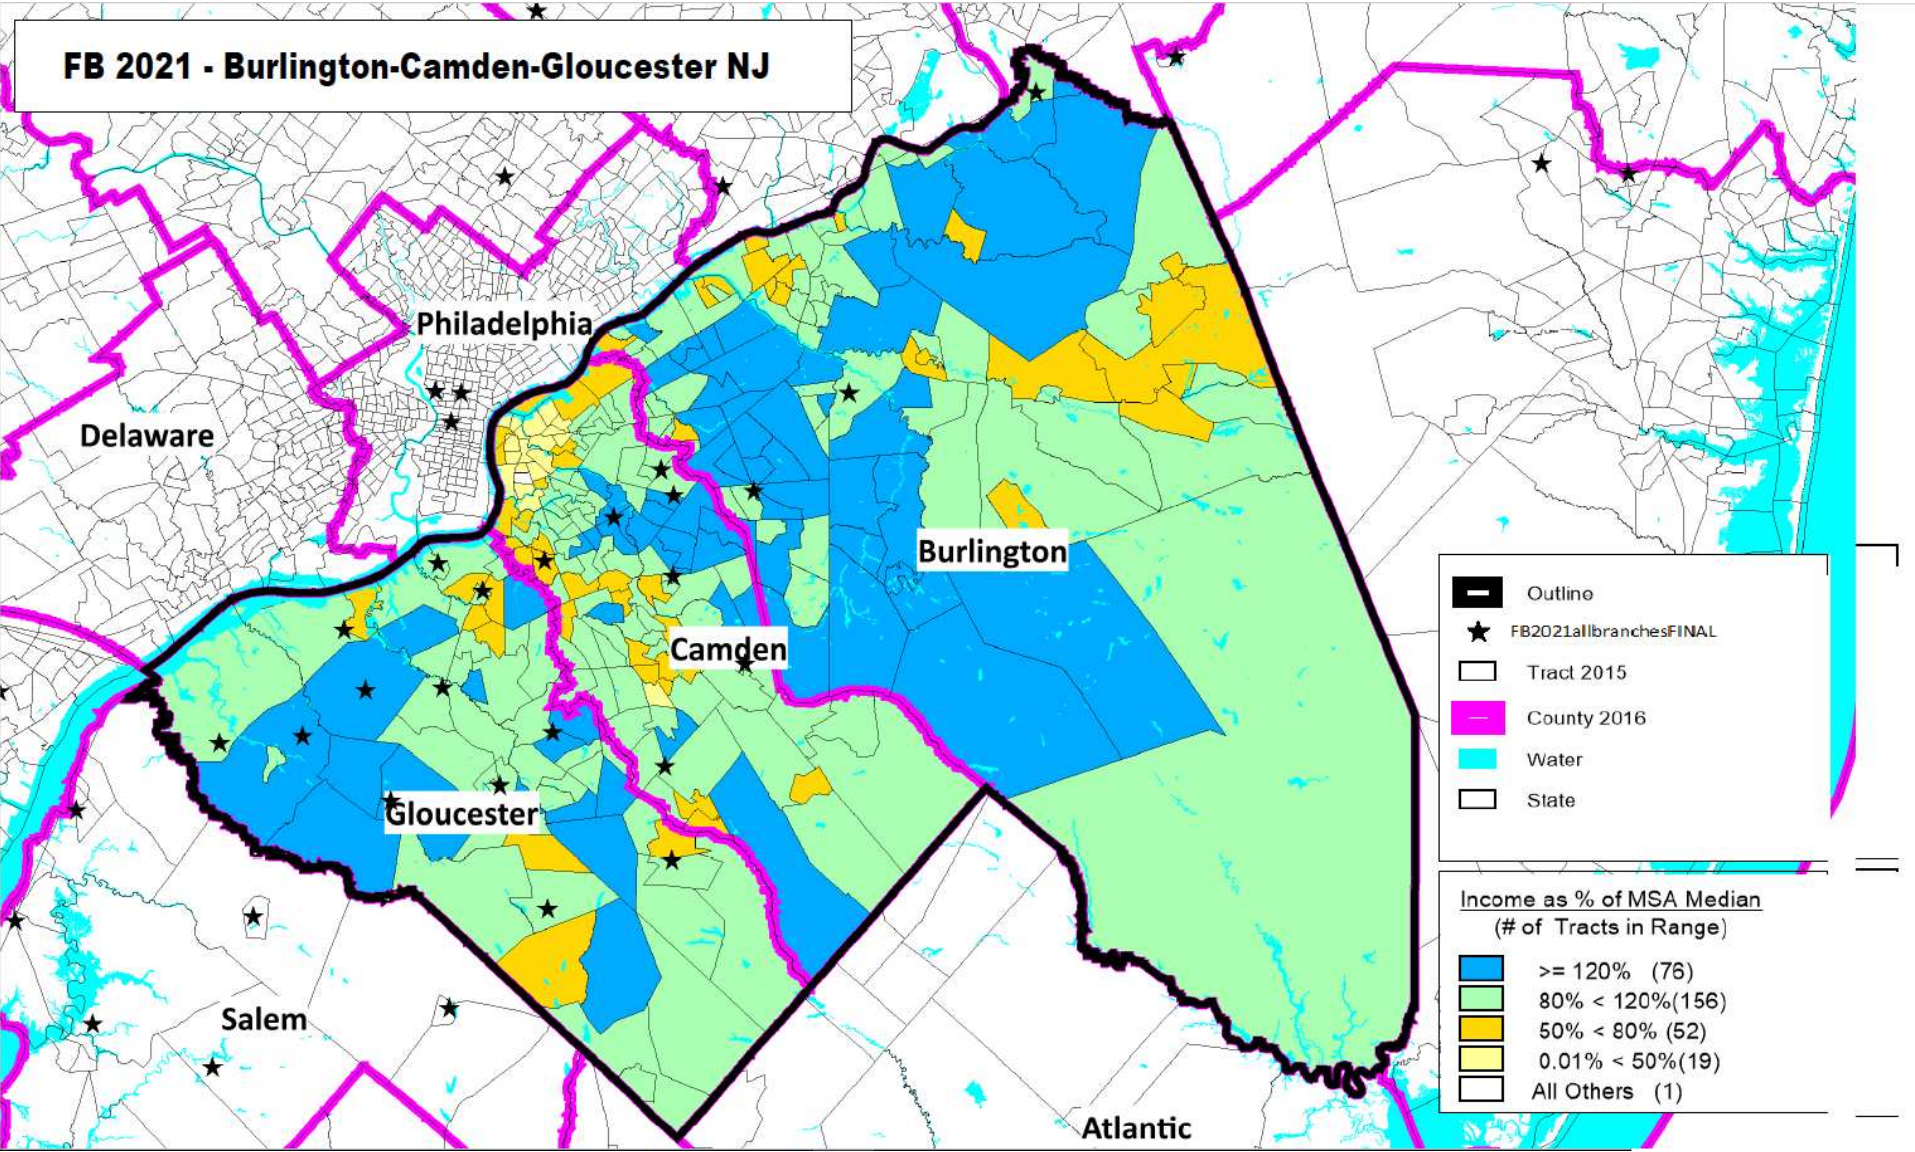 FB 2021 - Burlington-Camden-Gloucester NJ
Philadelphia
Delaware
Burlington
Camden
Gloucester
Salem
Atlantic
Outline
FB2021allbranchesFINAL
Tract 2015
County 2016
Water
State
Income as % of MSA Median
(# of Tracts in Range)
>= 120% (76)
80% < 120%(156)
50% < 80% (52)
0.01% < 50%(19)
All Others (1)